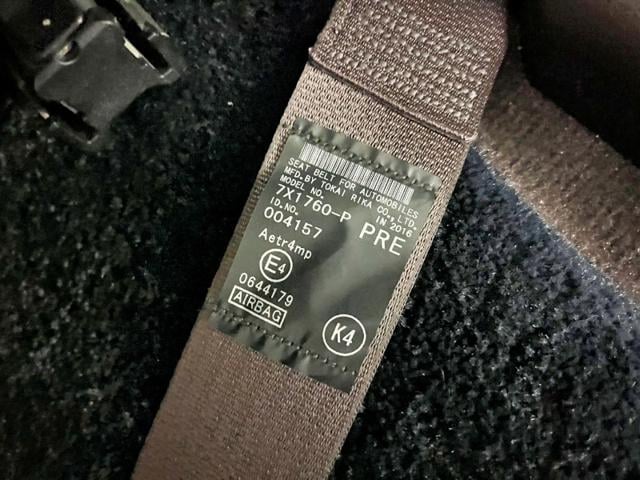 SEAT BELT FOR AUTOMOBILES
MFD.BY TOKAI RIKA CO.,LTD.
MODEL NO. IN 2016
7X1760-P
ID.NO. PRE
004157
Aetr4mp
E4
0644179
AIRBAG
K4